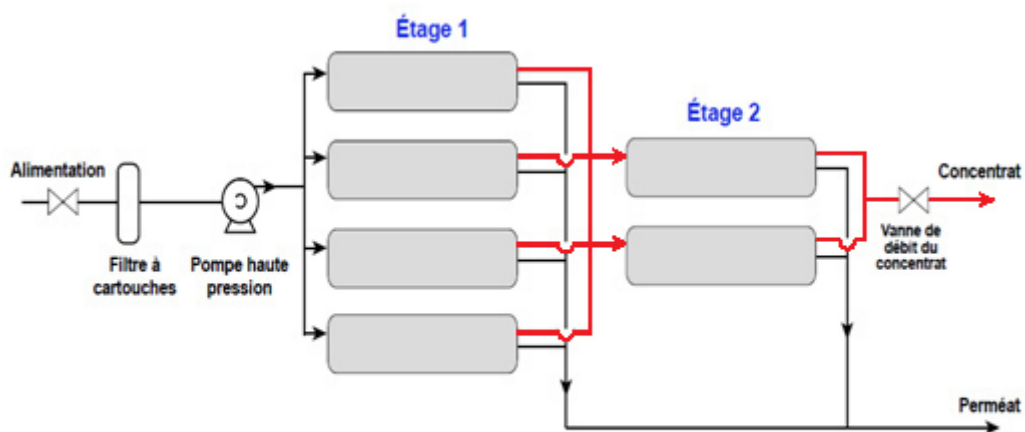 Étage 1
Étage 2
Alimentation
Concentrat
Filtre à
cartouches
Pompe haute
pression
Vanne de
débit du
concentrat
Perméat